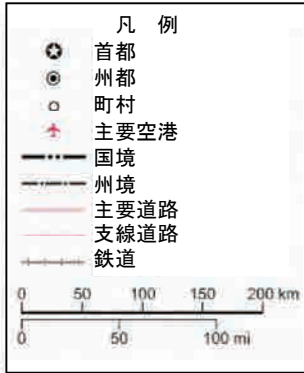 凡 例
首都
州都
町村
主要空港
国境
州境
主要道路
支線道路
鉄道
0 50 100 150 200 km
0 50 100 mi